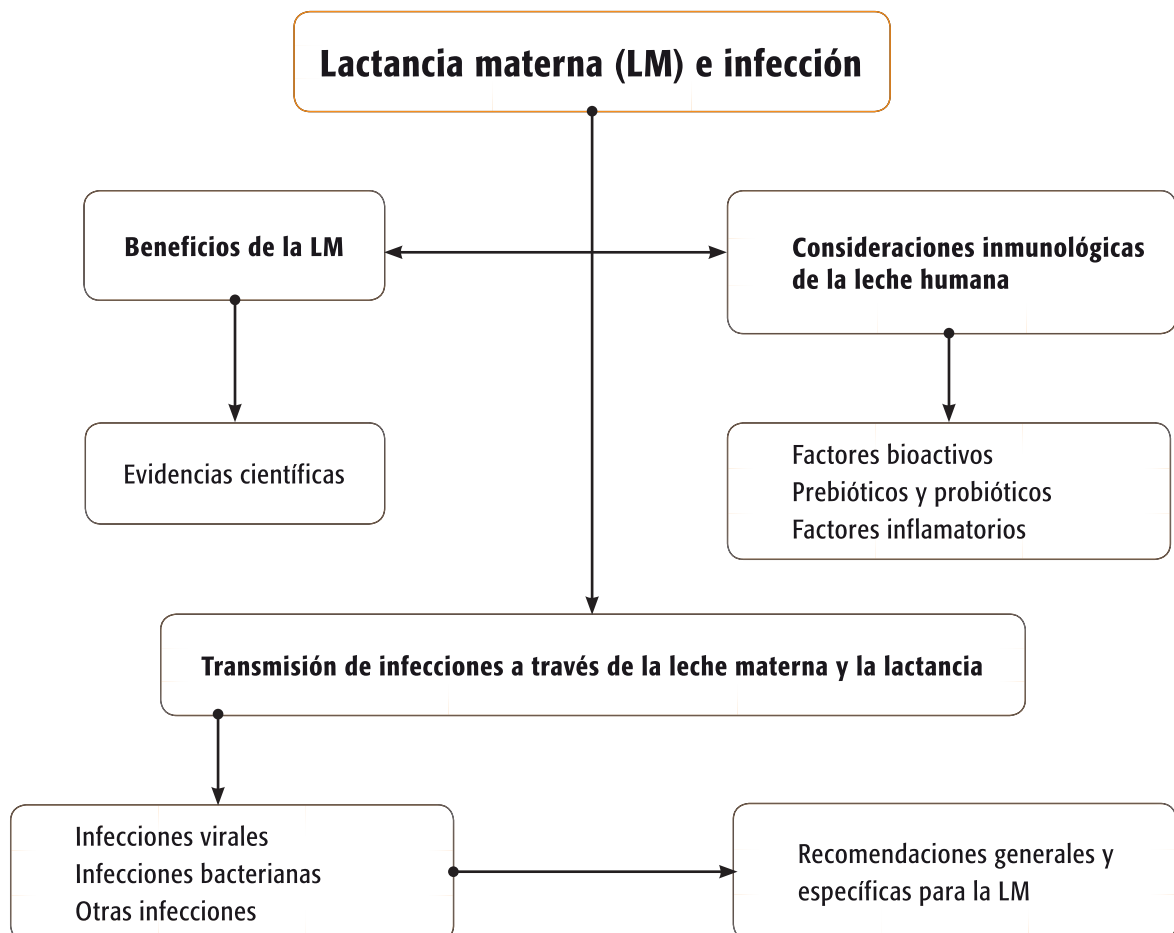 Lactancia materna (LM) e infección
Beneficios de la LM
Consideraciones inmunológicas
de la leche humana
Evidencias científicas
Factores bioactivos
Prebióticos y probióticos
Factores inflamatorios
Transmisión de infecciones a través de la leche materna y la lactancia
Infecciones virales
Infecciones bacterianas
Otras infecciones
Recomendaciones generales y
específicas para la LM